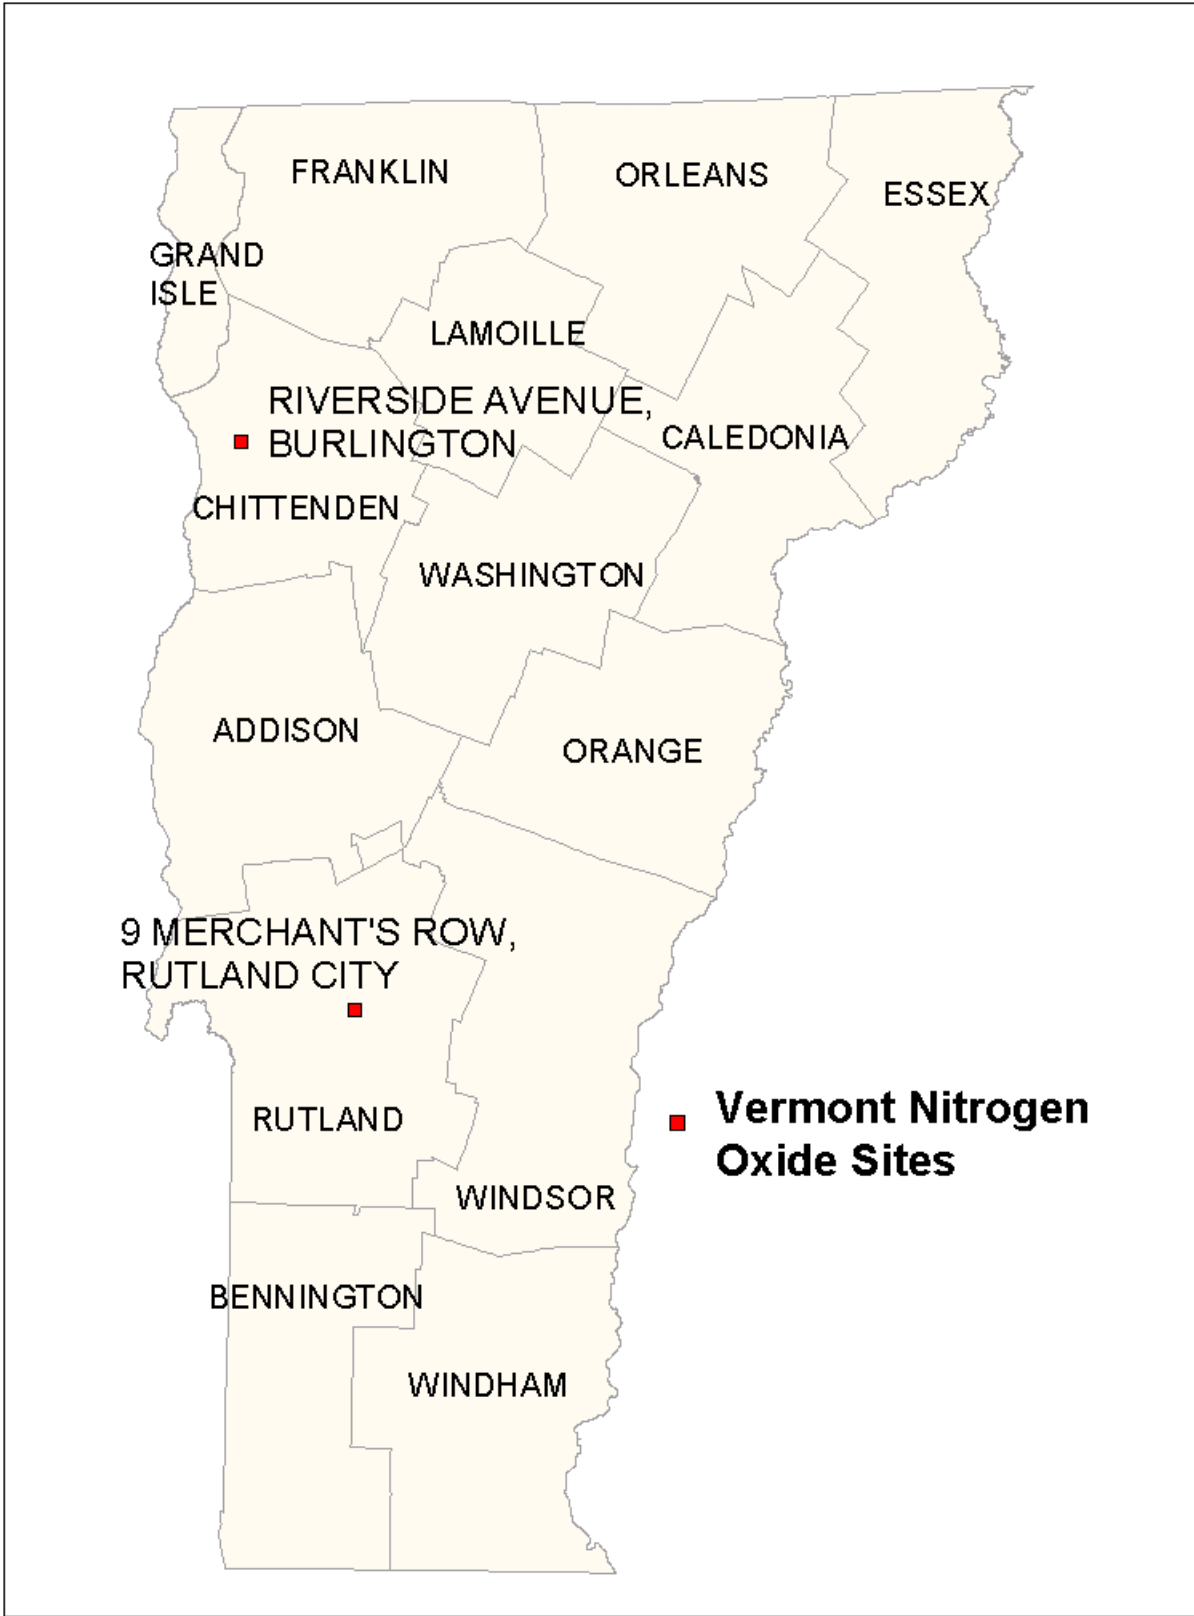 FRANKLIN
ORLEANS
ESSEX
GRAND
ISLE
LAMOILLE
RIVERSIDE AVENUE,
BURLINGTON
CALEDONIA
CHITTENDEN
WASHINGTON
ADDISON
ORANGE
9 MERCHANT'S ROW,
RUTLAND CITY
RUTLAND
Vermont Nitrogen
Oxide Sites
WINDSOR
BENNINGTON
WINDHAM